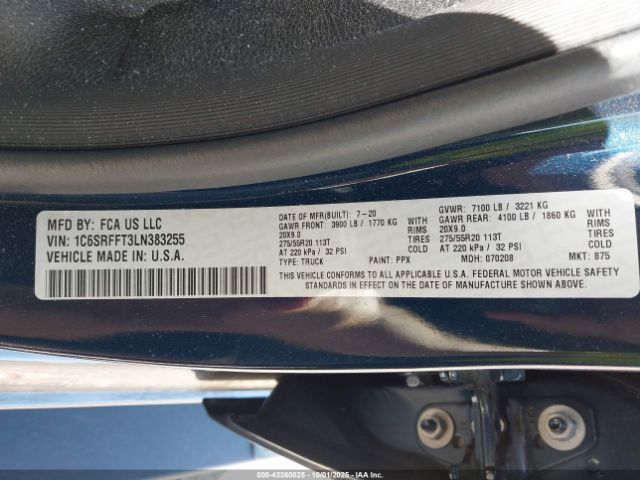 MFD BY: FCA US LLC
VIN: 1C6SRFFT3LN383255
VEHICLE MADE IN: U.S.A.
DATE OF MFR(BUILT): 7-20
GAWR FRONT: 3900 LB / 1770 KG WITH
20X9.0 RIMS
275/55R20 113T TIRES
AT 220 kPa / 32 PSI COLD
TYPE: TRUCK PAINT: PPX
GVWR: 7100 LB / 3221 KG
GAWR REAR: 4100 LB / 1860 KG WITH
20X9.0 RIMS
275/55R20 113T TIRES
AT 220 kPa / 32 PSI COLD
MDH: 070208 MKT: 875
THIS VEHICLE CONFORMS TO ALL APPLICABLE U.S.A. FEDERAL MOTOR VEHICLE SAFETY
STANDARDS IN EFFECT ON THE DATE OF MANUFACTURE SHOWN ABOVE.
000-43360025 - 10/01/2025 - IAA Inc.